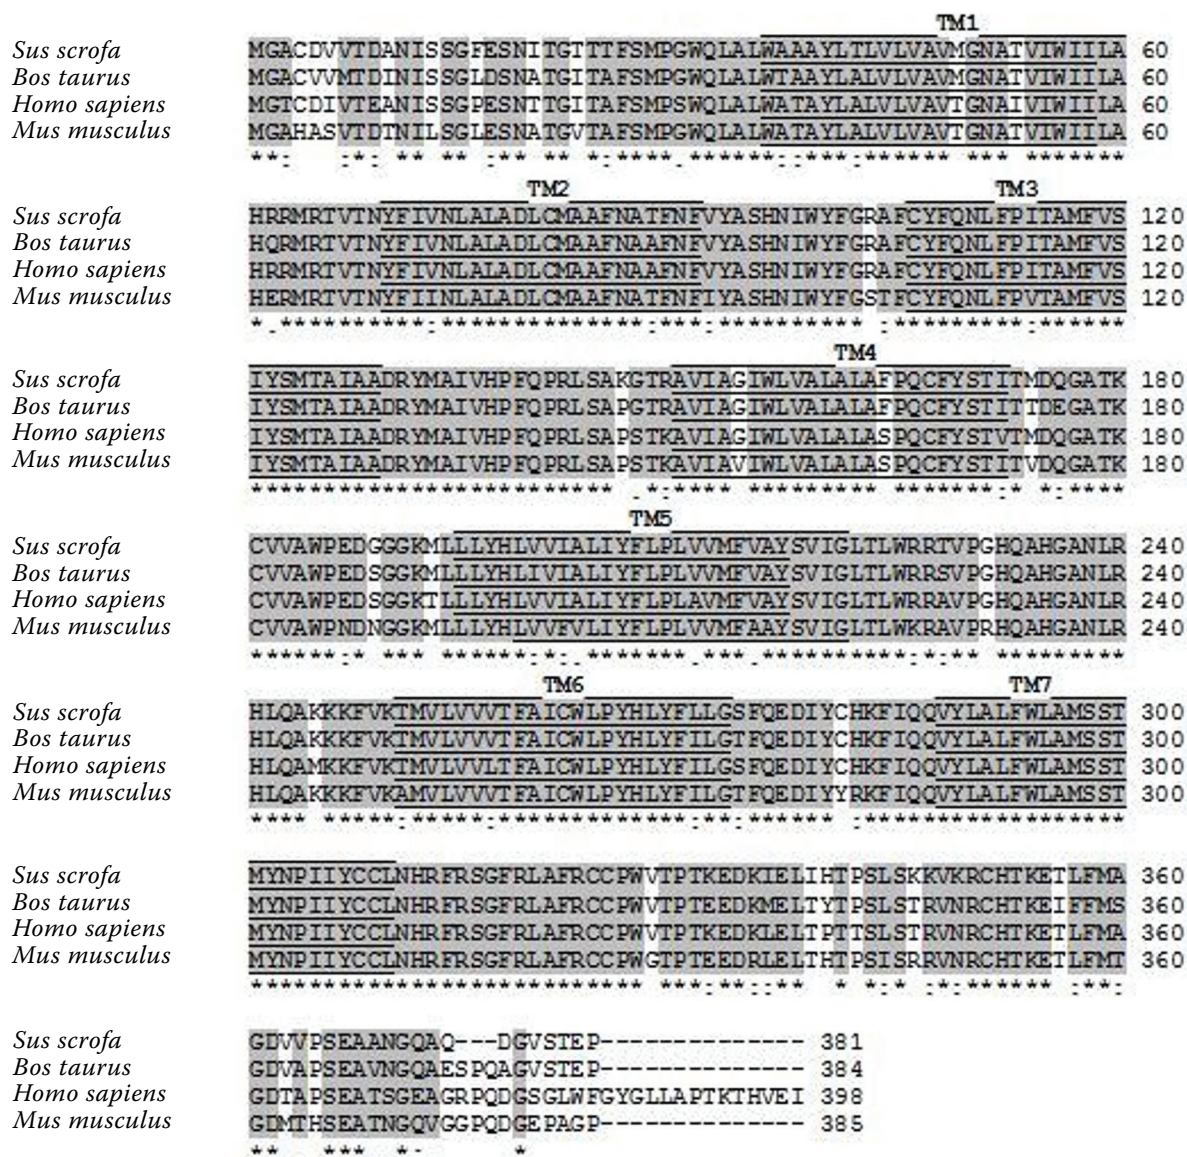 TM1
Sus scrofa MGACDVVTDANISSGFESNITGTTTFSMPGWQLALWAAAYLTLVLVAVMGNATVIWIILA 60
Bos taurus MGACVVMTDINISSGLDSNATGITAFSMPGWQLALWTAAYLALVLVAVMGNATVIWIILA 60
Homo sapiens MGTCDIVTEANISSGPESNTTGITAFSMPSWQLALWATAYLALVLVAVTGNAIVIWIILA 60
Mus musculus MGAHASVTDTNILSGLESNATGVTAFSMPGWQLALWATAYLALVLVAVTGNATVIWIILA 60
TM2 TM3
Sus scrofa HRRMRTVTNYFIVNLALADLCMAAFNATFNFVYASHNIWYFGRAFCYFQNLFPITAMFVS 120
Bos taurus HQRMRTVTNYFIVNLALADLCMAAFNAAFNFVYASHNIWYFGRAFCYFQNLFPITAMFVS 120
Homo sapiens HRRMRTVTNYFIVNLALADLCMAAFNAAFNFVYASHNIWYFGRAFCYFQNLFPITAMFVS 120
Mus musculus HERMRTVTNYFIINLALADLCMAAFNATFNFIYASHNIWYFGSTFCYFQNLFPVTAMFVS 120
TM4
Sus scrofa IYSMTAIAADRYMAIVHPFQPRLSAKGTRAVIAGIWLVALALAFPQCFYSTITMDQGATK 180
Bos taurus IYSMTAIAADRYMAIVHPFQPRLSAPGTRAVIAGIWLVALALAFPQCFYSTITTDEGATK 180
Homo sapiens IYSMTAIAADRYMAIVHPFQPRLSAPSTKAVIAGIWLVALALASPQCFYSTVTMDQGATK 180
Mus musculus IYSMTAIAADRYMAIVHPFQPRLSAPSTKAVIAVIWLVALALASPQCFYSTITVDQGATK 180
TM5
Sus scrofa CVVAWPEDGGGKMLLLYHLVVIALIYFLPLVVMFVAYSVIGLTLWRRTVPGHQAHGANLR 240
Bos taurus CVVAWPEDSGGKMLLLYHLIVIALIYFLPLVVMFVAYSVIGLTLWRRSVPGHQAHGANLR 240
Homo sapiens CVVAWPEDSGGKTLLLYHLVVIALIYFLPLAVMFVAYSVIGLTLWRRAVPGHQAHGANLR 240
Mus musculus CVVAWPNDNGGKMLLLYHLVVFVLIYFLPLVVMFAAYSVIGLTLWKRAVPRHQAHGANLR 240
TM6 TM7
Sus scrofa HLQAKKKFVKTMVLVVVTFAICWLPYHLYFLLGSFQEDIYCHKFIQQVYLALFWLAMSST 300
Bos taurus HLQAKKKFVKTMVLVVVTFAICWLPYHLYFILGTFQEDIYCHKFIQQVYLALFWLAMSST 300
Homo sapiens HLQAMKKFVKTMVLVVLTFAICWLPYHLYFILGSFQEDIYCHKFIQQVYLALFWLAMSST 300
Mus musculus HLQAKKKFVKAMVLVVVTFAICWLPYHLYFILGTFQEDIYYRKFIQQVYLALFWLAMSST 300
Sus scrofa MYNPIIYCCLNHRFRSGFRLAFRCCPWVTPTKEDKIELIHTPSLSKKVKRCHTKETLFMA 360
Bos taurus MYNPIIYCCLNHRFRSGFRLAFRCCPWVTPTEEDKMELTYTPSLSTRVNRCHTKEIFFMS 360
Homo sapiens MYNPIIYCCLNHRFRSGFRLAFRCCPWVTPTKEDKLELTPTTSLSTRVNRCHTKETLFMA 360
Mus musculus MYNPIIYCCLNHRFRSGFRLAFRCCPWGTPTEEDRLELTHTPSISRRVNRCHTKETLFMT 360
Sus scrofa GDVVPSEAANGQAQ---DGVSTEP-------------- 381
Bos taurus GDVAPSEAVNGQAESPQAGVSTEP-------------- 384
Homo sapiens GDTAPSEATSGEAGRPQDGSGLWFGYGLLAPTKTHVEI 398
Mus musculus GDMTHSEATNGQVGGPQDGEPAGP-------------- 385